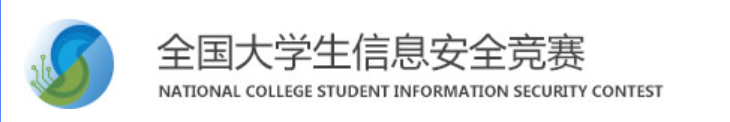 全国大学生信息安全竞赛
NATIONAL COLLEGE STUDENT INFORMATION SECURITY CONTEST